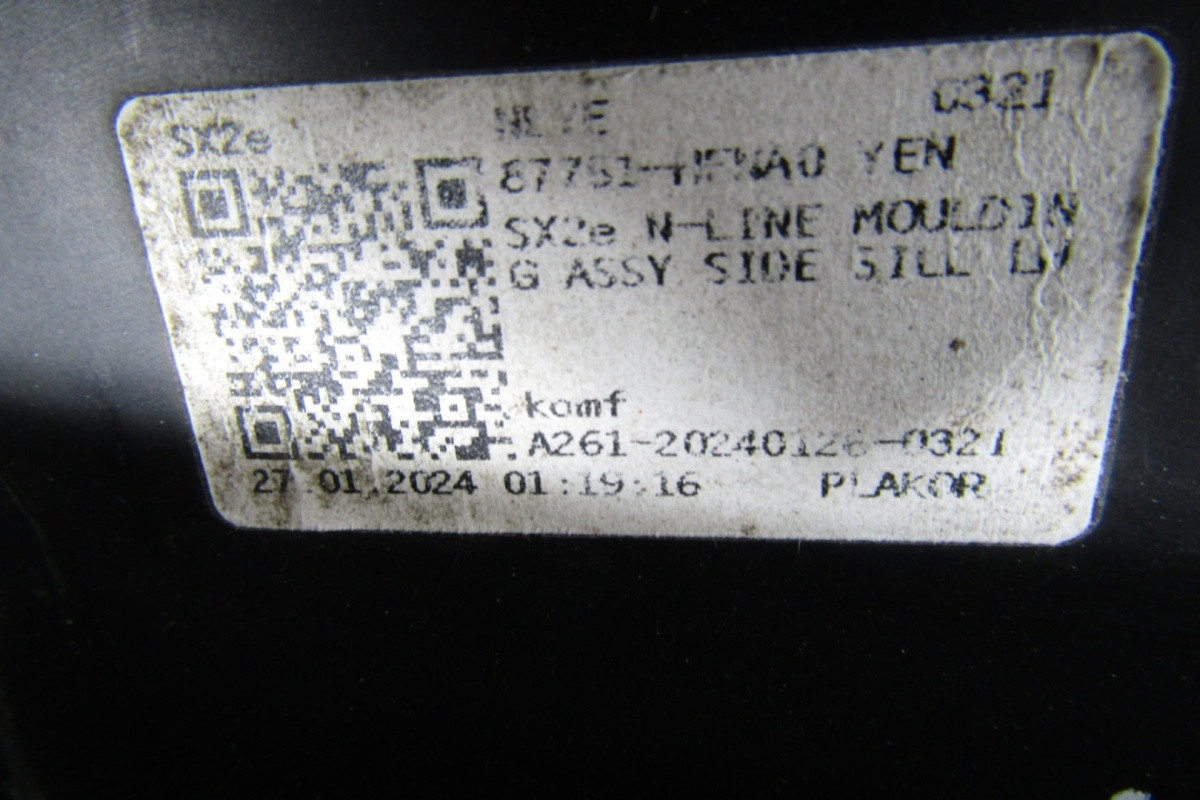 SX2e 0321
YEN
SX2e N-LINE MOULDIN
G ASSY SIDE SILL
komf
A261-20240126-0321
27.01.2024 01:19:16 PLAKOR